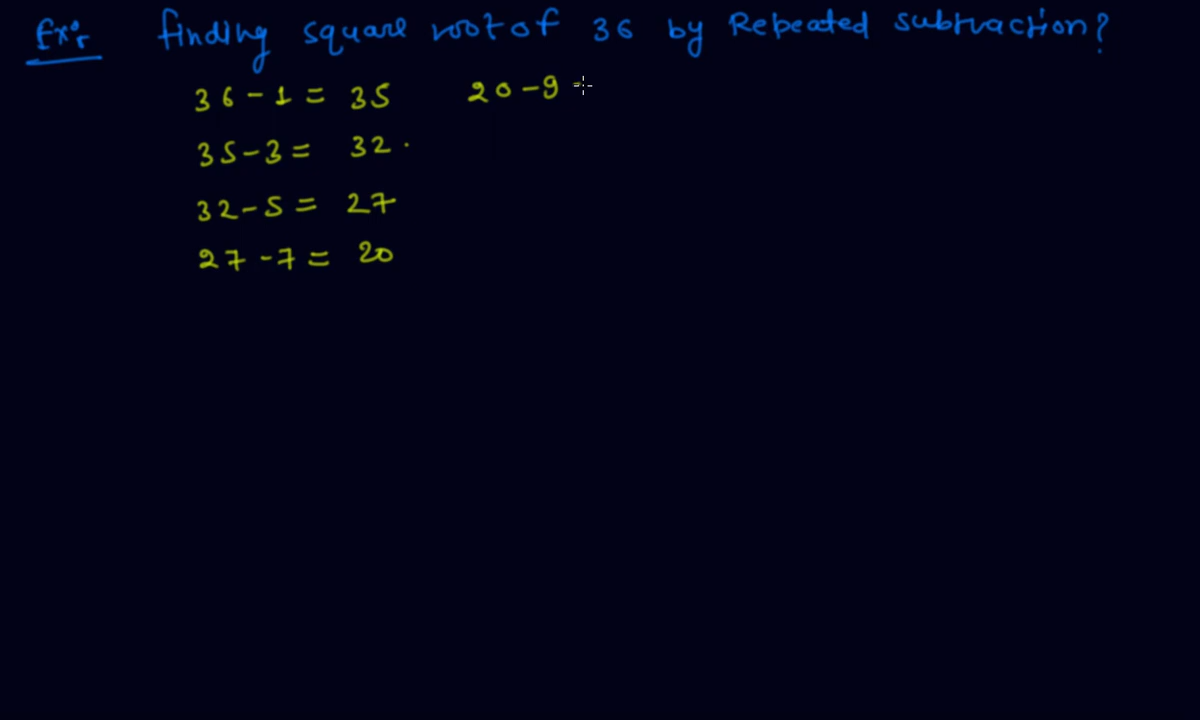 Ex:- finding square root of 36 by Repeated subtraction?
36 - 1 = 35
35 - 3 = 32.
32 - 5 = 27
27 - 7 = 20
20 - 9 =